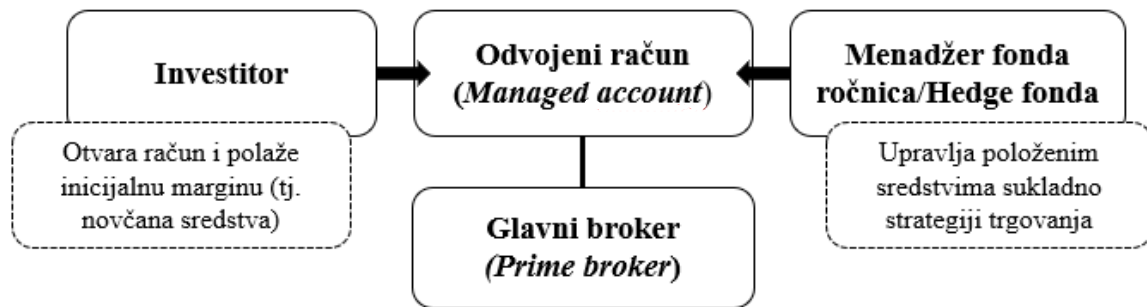 Investitor
Otvara račun i polaže
inicijalnu marginu (tj.
novčana sredstva)
Odvojeni račun
(Managed account)
Glavni broker
(Prime broker)
Menadžer fonda
ročnica/Hedge fonda
Upravlja položenim
sredstvima sukladno
strategiji trgovanja